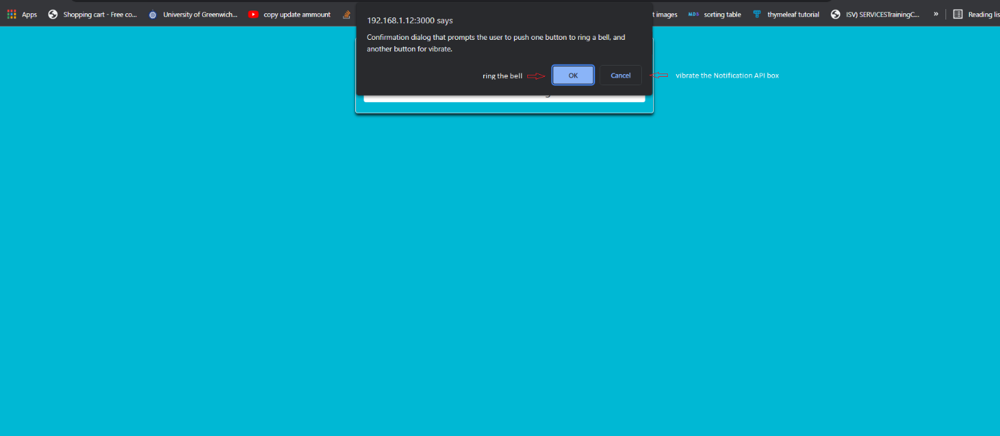 Apps
Shopping cart - Free co...
University of Greenwich...
copy update ammount
t images
MDB
sorting table
thymeleaf tutorial
ISV) SERVICESTrainingC...
»
Reading lis
192.168.1.12:3000 says
Confirmation dialog that prompts the user to push one button to ring a bell, and
another button for vibrate.
ring the bell
OK
Cancel
vibrate the Notification API box